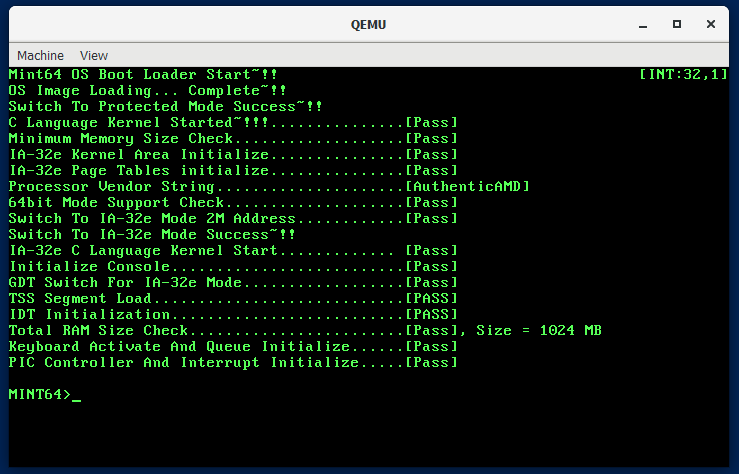 QEMU
Machine View
Mint64 OS Boot Loader Start~!! [INT:32,1]
OS Image Loading... Complete~!!
Switch To Protected Mode Success~!!
C Language Kernel Started~!!!...............[Pass]
Minimum Memory Size Check...................[Pass]
IA-32e Kernel Area Initialize...............[Pass]
IA-32e Page Tables initialize...............[Pass]
Processor Vendor String.....................[AuthenticAMD]
64bit Mode Support Check....................[Pass]
Switch To IA-32e Mode 2M Address............[Pass]
Switch To IA-32e Mode Success~!!
IA-32e C Language Kernel Start............. [Pass]
Initialize Console..........................[Pass]
GDT Switch For IA-32e Mode..................[Pass]
TSS Segment Load............................[PASS]
IDT Initialization..........................[PASS]
Total RAM Size Check........................[Pass], Size = 1024 MB
Keyboard Activate And Queue Initialize......[Pass]
PIC Controller And Interrupt Initialize.....[Pass]
MINT64>_